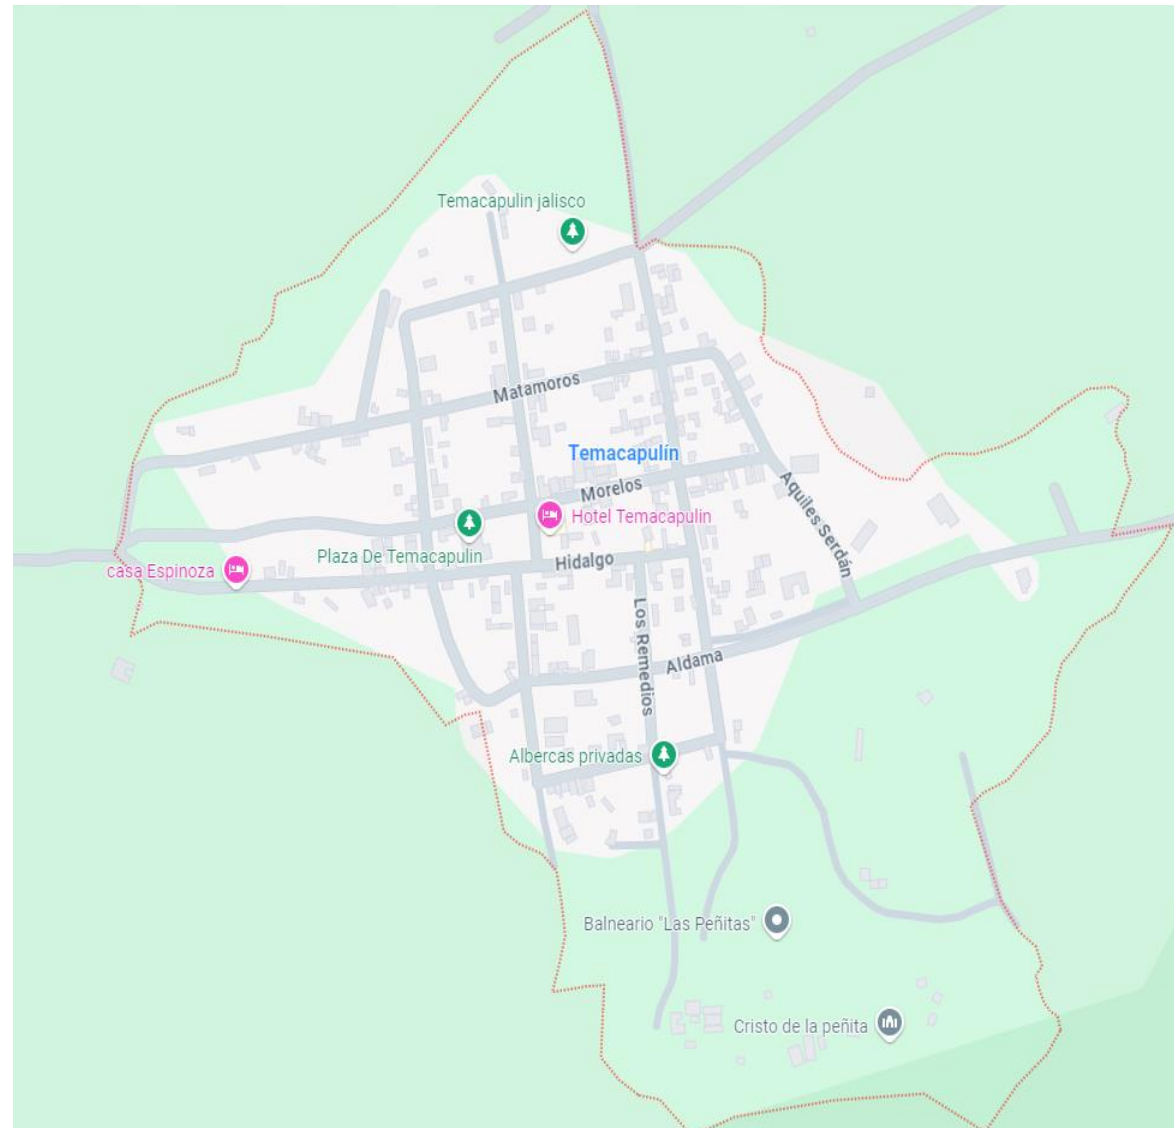 Temacapulin jalisco
Matamoros
Temacapulín
Morelos
Aquiles Serdán
Hotel Temacapulin
Plaza De Temacapulin
Hidalgo
casa Espinoza
Los Remedios
Aldama
Albercas privadas
Balneario "Las Peñitas"
Cristo de la peñita